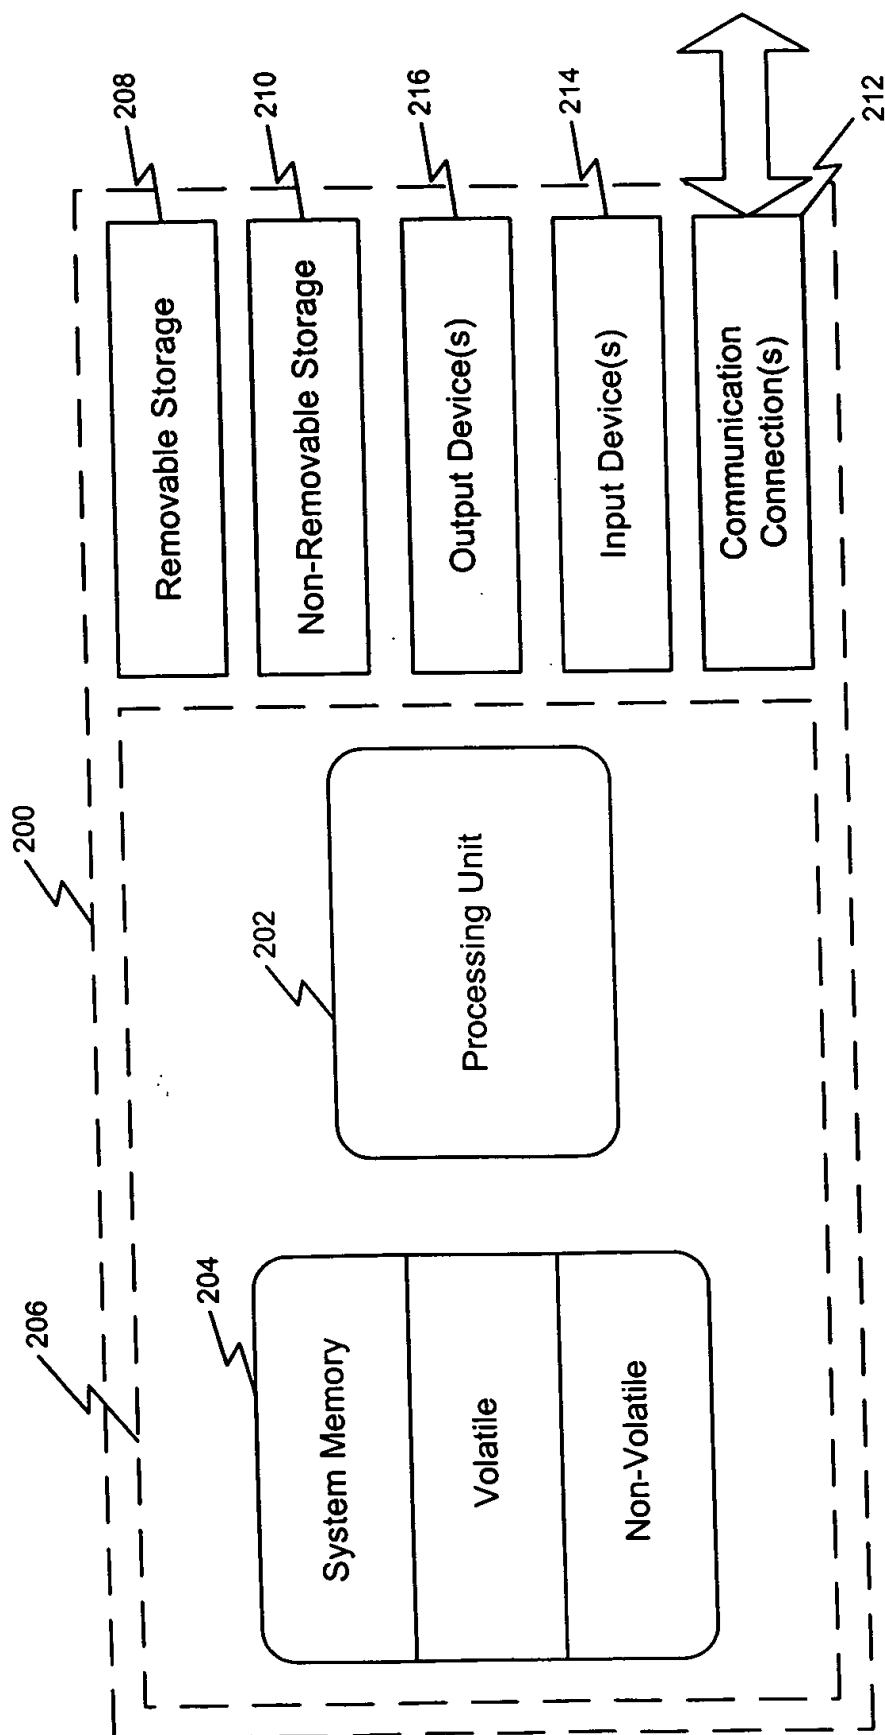 200
206
204
System Memory
Volatile
Non-Volatile
202
Processing Unit
Removable Storage
208
Non-Removable Storage
210
Output Device(s)
216
Input Device(s)
214
Communication
Connection(s)
212